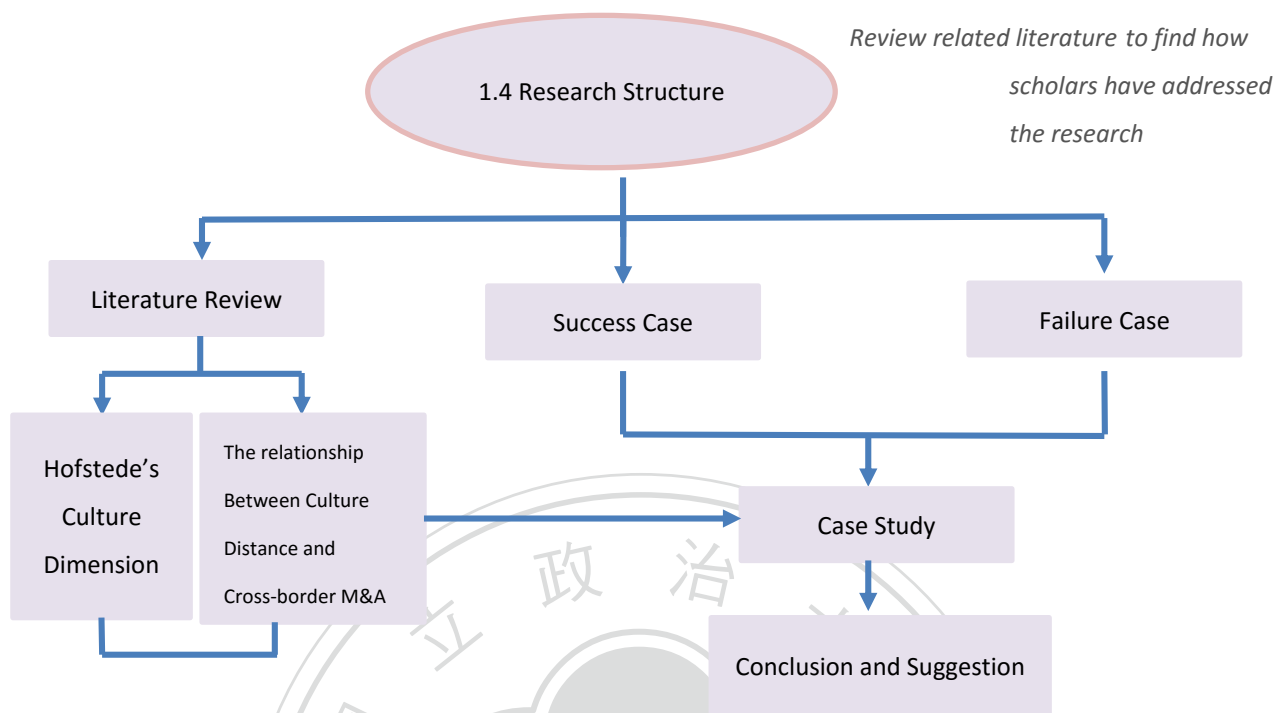 1.4 Research Structure
Review related literature to find how
scholars have addressed
the research
Literature Review
Success Case
Failure Case
Hofstede’s
Culture
Dimension
The relationship
Between Culture
Distance and
Cross-border M&A
Case Study
Conclusion and Suggestion
立 政 治